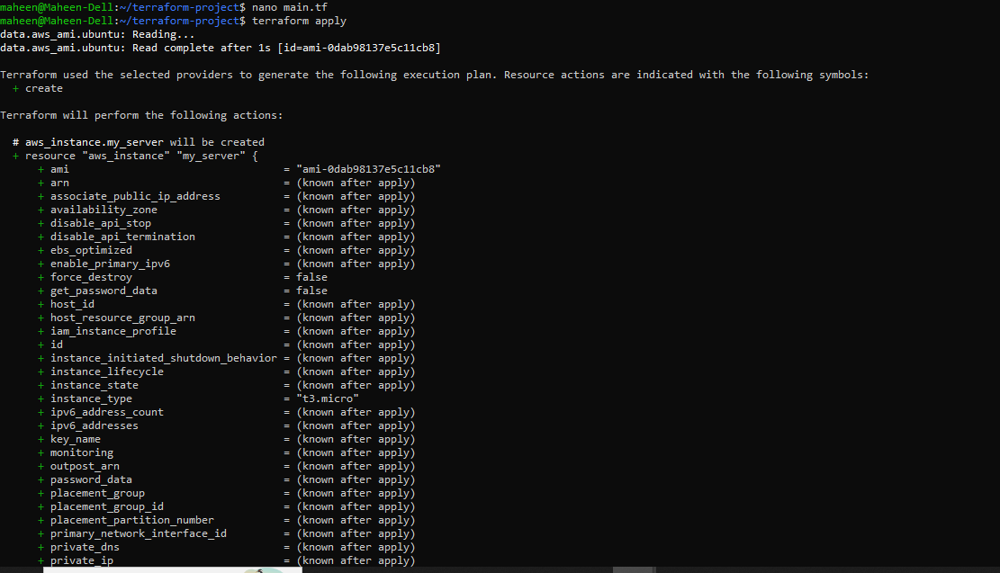 maheen@Maheen-Dell:~/terraform-project$ nano main.tf
maheen@Maheen-Dell:~/terraform-project$ terraform apply
data.aws_ami.ubuntu: Reading...
data.aws_ami.ubuntu: Read complete after 1s [id=ami-0dab98137e5c11cb8]
Terraform used the selected providers to generate the following execution plan. Resource actions are indicated with the following symbols:
+ create
Terraform will perform the following actions:
# aws_instance.my_server will be created
+ resource "aws_instance" "my_server" {
+ ami = "ami-0dab98137e5c11cb8"
+ arn = (known after apply)
+ associate_public_ip_address = (known after apply)
+ availability_zone = (known after apply)
+ disable_api_stop = (known after apply)
+ disable_api_termination = (known after apply)
+ ebs_optimized = (known after apply)
+ enable_primary_ipv6 = (known after apply)
+ force_destroy = false
+ get_password_data = false
+ host_id = (known after apply)
+ host_resource_group_arn = (known after apply)
+ iam_instance_profile = (known after apply)
+ id = (known after apply)
+ instance_initiated_shutdown_behavior = (known after apply)
+ instance_lifecycle = (known after apply)
+ instance_state = (known after apply)
+ instance_type = "t3.micro"
+ ipv6_address_count = (known after apply)
+ ipv6_addresses = (known after apply)
+ key_name = (known after apply)
+ monitoring = (known after apply)
+ outpost_arn = (known after apply)
+ password_data = (known after apply)
+ placement_group = (known after apply)
+ placement_group_id = (known after apply)
+ placement_partition_number = (known after apply)
+ primary_network_interface_id = (known after apply)
+ private_dns = (known after apply)
+ private_ip = (known after apply)